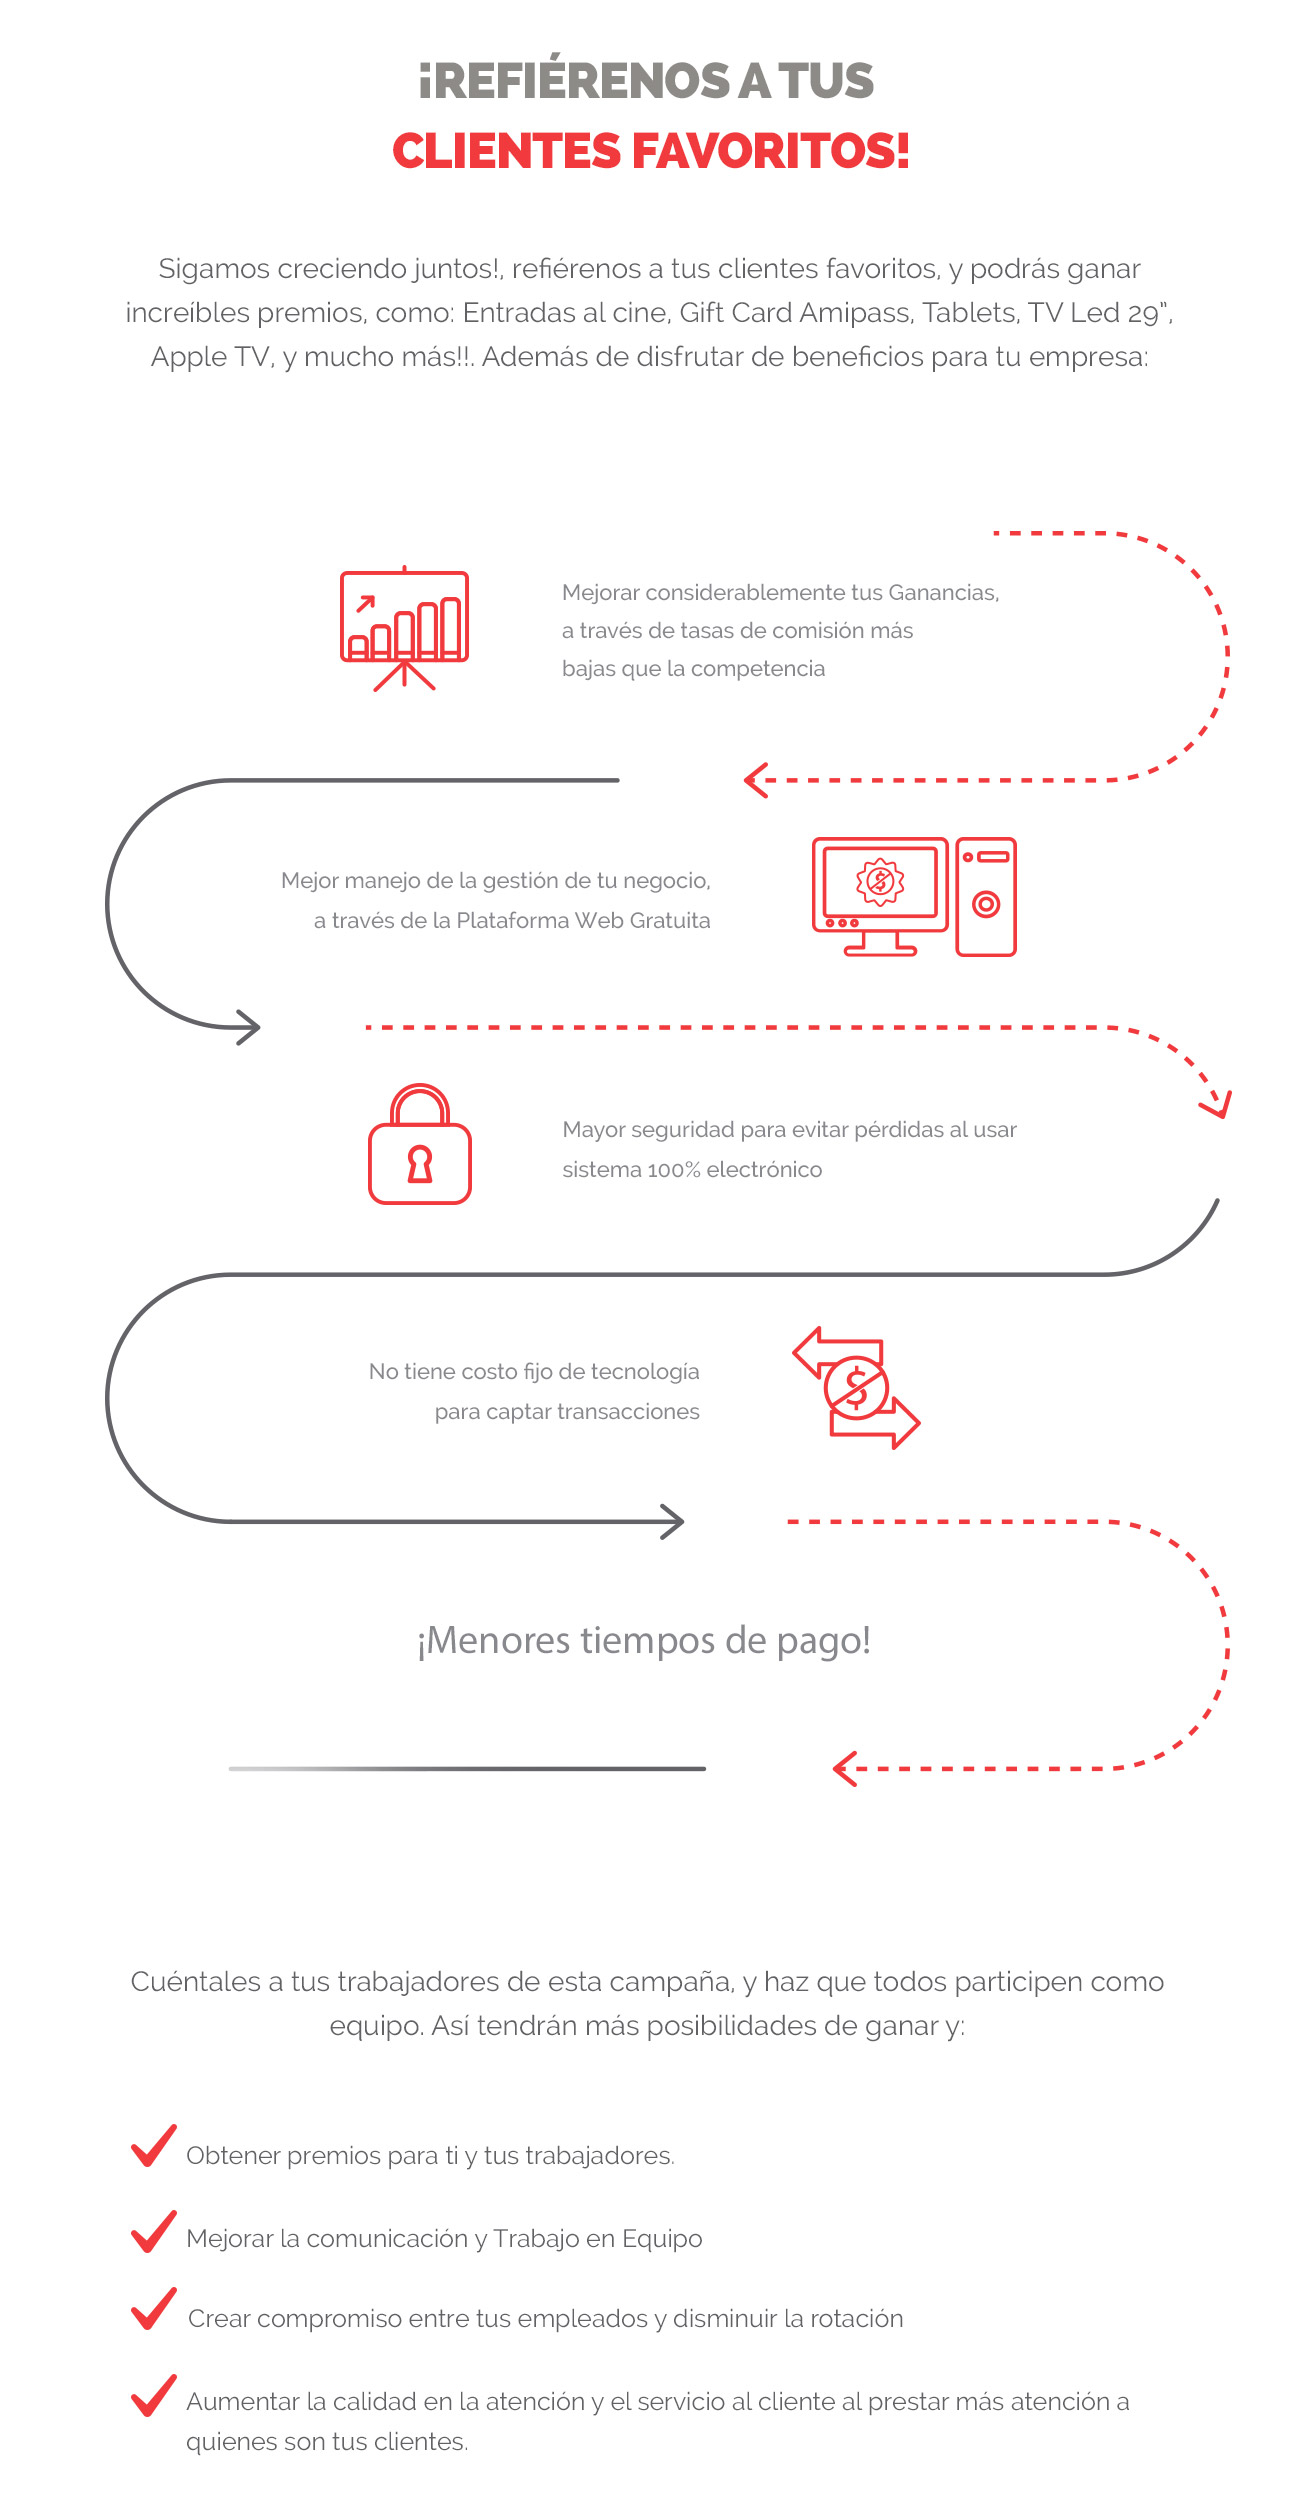 ¡REFIÉRENOS A TUS
CLIENTES FAVORITOS!
Sigamos creciendo juntos!, refiérenos a tus clientes favoritos, y podrás ganar
increíbles premios, como: Entradas al cine, Gift Card Amipass, Tablets, TV Led 29”,
Apple TV, y mucho más!!. Además de disfrutar de beneficios para tu empresa:
Mejorar considerablemente tus Ganancias,
a través de tasas de comisión más
bajas que la competencia
Mejor manejo de la gestión de tu negocio,
a través de la Plataforma Web Gratuita
$
Mayor seguridad para evitar pérdidas al usar
sistema 100% electrónico
No tiene costo fijo de tecnología
para captar transacciones
$
¡Menores tiempos de pago!
Cuéntales a tus trabajadores de esta campaña, y haz que todos participen como
equipo. Así tendrán más posibilidades de ganar y:
Obtener premios para ti y tus trabajadores.
Mejorar la comunicación y Trabajo en Equipo
Crear compromiso entre tus empleados y disminuir la rotación
Aumentar la calidad en la atención y el servicio al cliente al prestar más atención a
quienes son tus clientes.